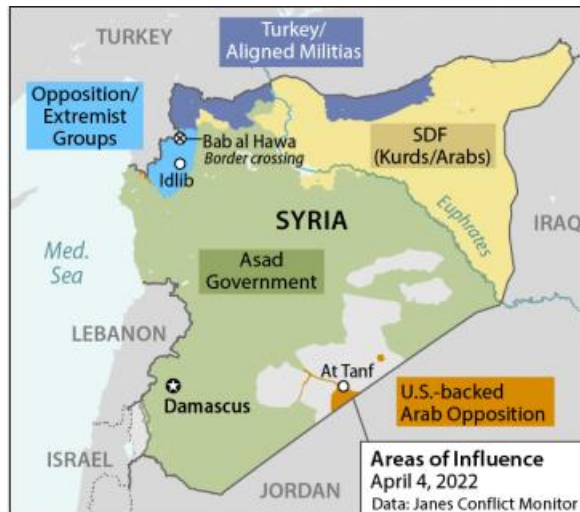 TURKEY
Turkey/
Aligned Militias
Opposition/
Extremist
Groups
Bab al Hawa
Border crossing
Idlib
SDF
(Kurds/Arabs)
SYRIA
Euphrates
IRAQ
Med.
Sea
Asad
Government
LEBANON
At Tanf
Damascus
U.S.-backed
Arab Opposition
ISRAEL
JORDAN
Areas of Influence
April 4, 2022
Data: Janes Conflict Monitor